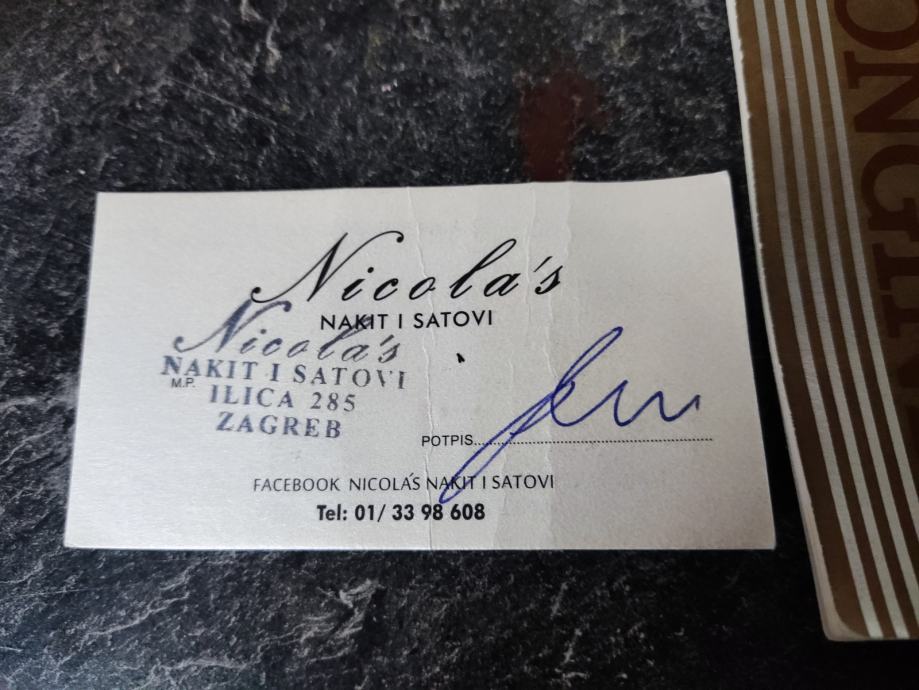 Nicola's
NAKIT I SATOVI
Nicola's
NAKIT I SATOVI
M.P.
ILICA 285
ZAGREB
POTPIS
FACEBOOK NICOLA'S NAKIT I SATOVI
Tel: 01/ 33 98 608